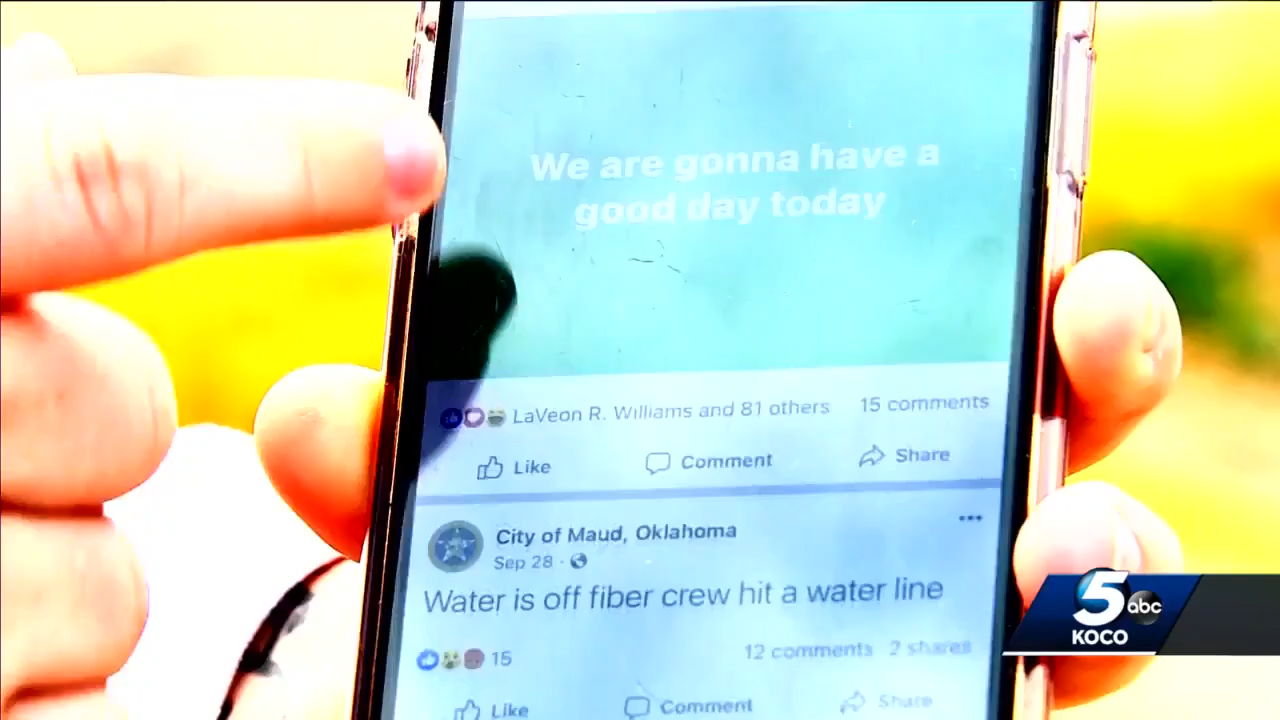 We are gonna have a
good day today
LaVeon R. Williams and 81 others 15 comments
Like Comment Share
City of Maud, Oklahoma
Sep 28 ·
Water is off fiber crew hit a water line
15 12 comments 2 shares
Like Comment Share
5 abc
KOCO